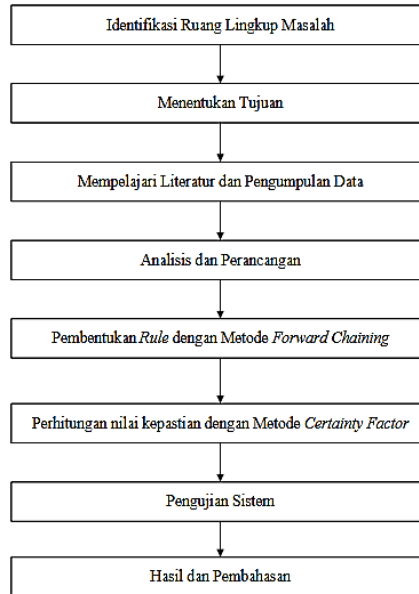 Identifikasi Ruang Lingkup Masalah
Menentukan Tujuan
Mempelajari Literatur dan Pengumpulan Data
Analisis dan Perancangan
Pembentukan Rule dengan Metode Forward Chaining
Perhitungan nilai kepastian dengan Metode Certainty Factor
Pengujian Sistem
Hasil dan Pembahasan